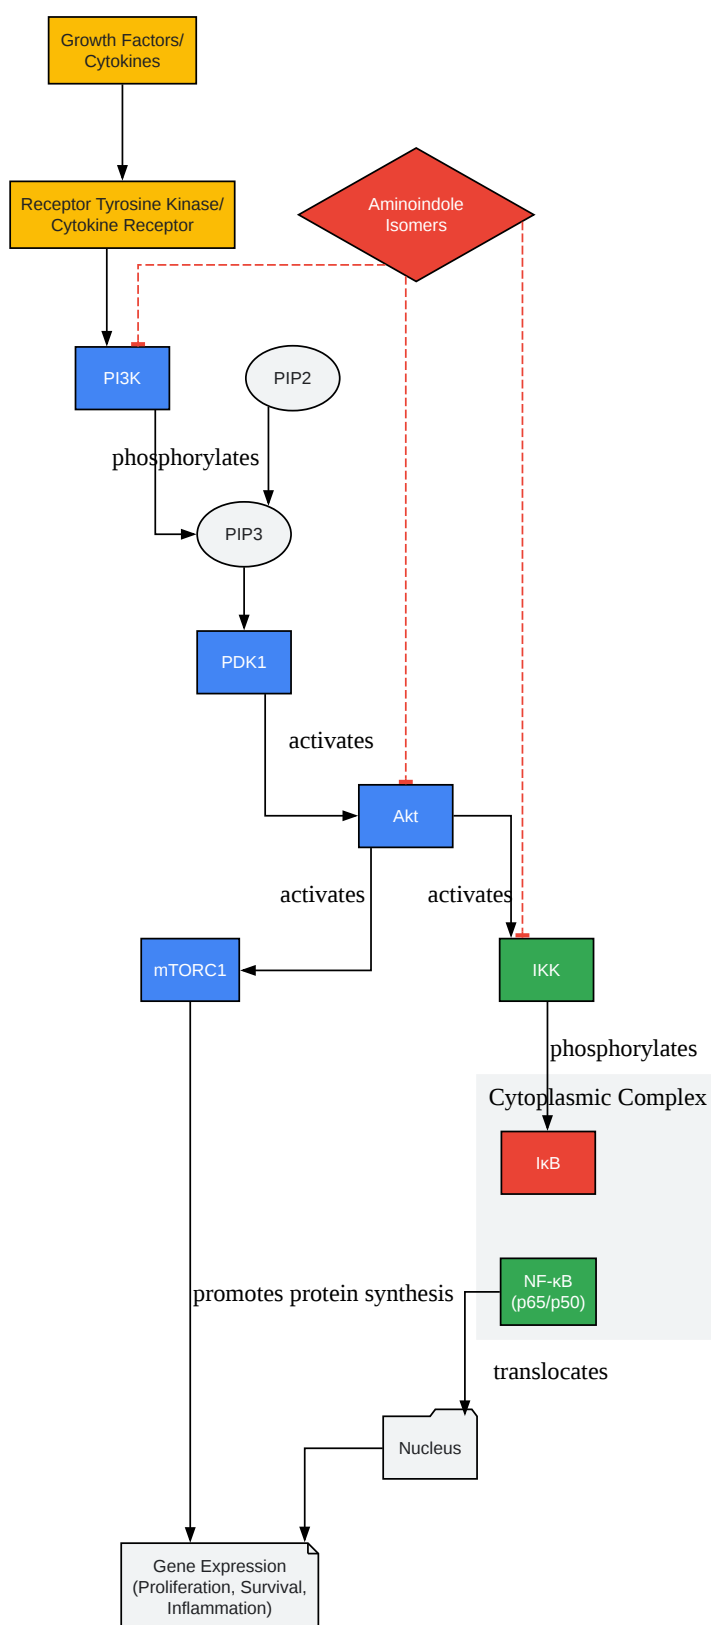 Growth Factors/
Cytokines
Receptor Tyrosine Kinase/
Cytokine Receptor
Aminoindole
Isomers
PI3K
PIP2
phosphorylates
PIP3
PDK1
activates
Akt
activates
activates
mTORC1
IKK
phosphorylates
Cytoplasmic Complex
IκB
NF-κB
(p65/p50)
promotes protein synthesis
translocates
Nucleus
Gene Expression
(Proliferation, Survival,
Inflammation)